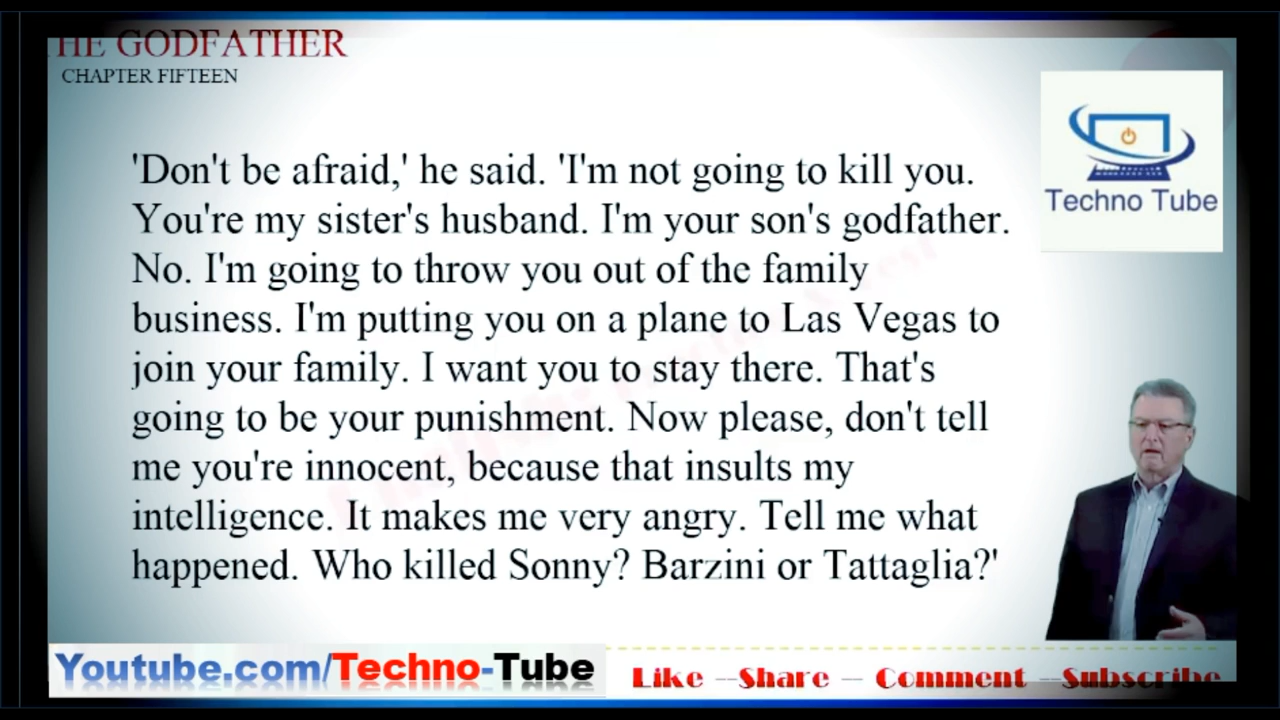 THE GODFATHER
CHAPTER FIFTEEN
Techno Tube
'Don't be afraid,' he said. 'I'm not going to kill you.
You're my sister's husband. I'm your son's godfather.
No. I'm going to throw you out of the family
business. I'm putting you on a plane to Las Vegas to
join your family. I want you to stay there. That's
going to be your punishment. Now please, don't tell
me you're innocent, because that insults my
intelligence. It makes me very angry. Tell me what
happened. Who killed Sonny? Barzini or Tattaglia?'
Youtube.com/Techno-Tube
Like --Share -- Comment --Subscribe